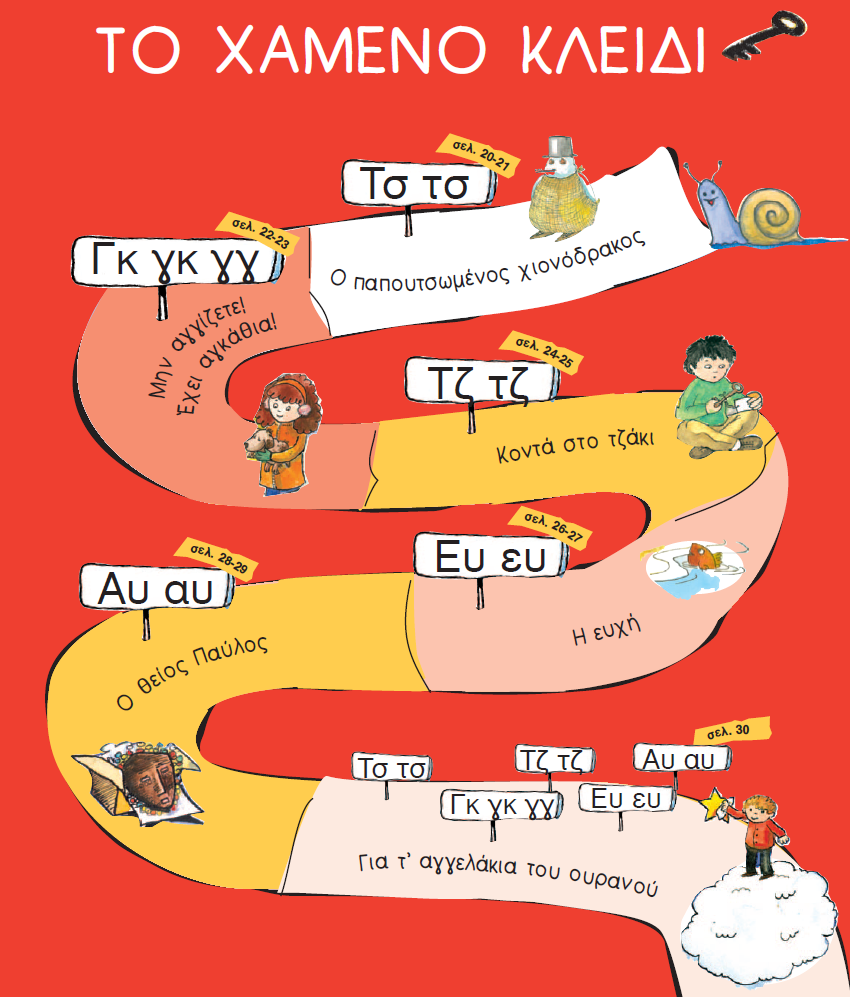 ΤΟ ΧΑΜΕΝΟ ΚΛΕΙΔΙ
σελ. 20-21
Τσ τσ
Ο παπουτσωμένος χιονόδρακος
σελ. 22-23
Γκ γκ γγ
Μην αγγίζετε!
Έχει αγκάθια!
σελ. 24-25
Τζ τζ
Κοντά στο τζάκι
σελ. 26-27
Ευ ευ
Η ευχή
σελ. 28-29
Αυ αυ
Ο θείος Παύλος
σελ. 30
Τσ τσ
Τζ τζ
Αυ αυ
Γκ γκ γγ
Ευ ευ
Για τ' αγγελάκια του ουρανού